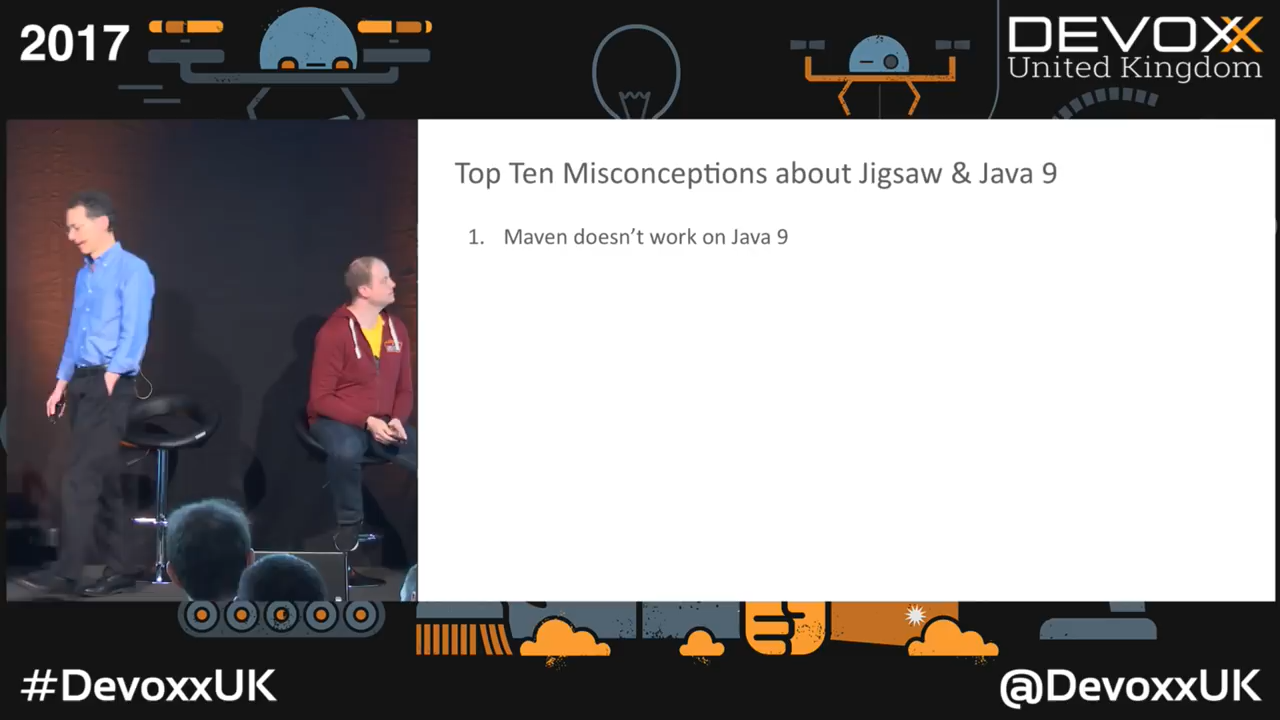 2017
DEVOXX
United Kingdom
Top Ten Misconceptions about Jigsaw & Java 9
1. Maven doesn't work on Java 9
#DevoxxUK
@DevoxxUK